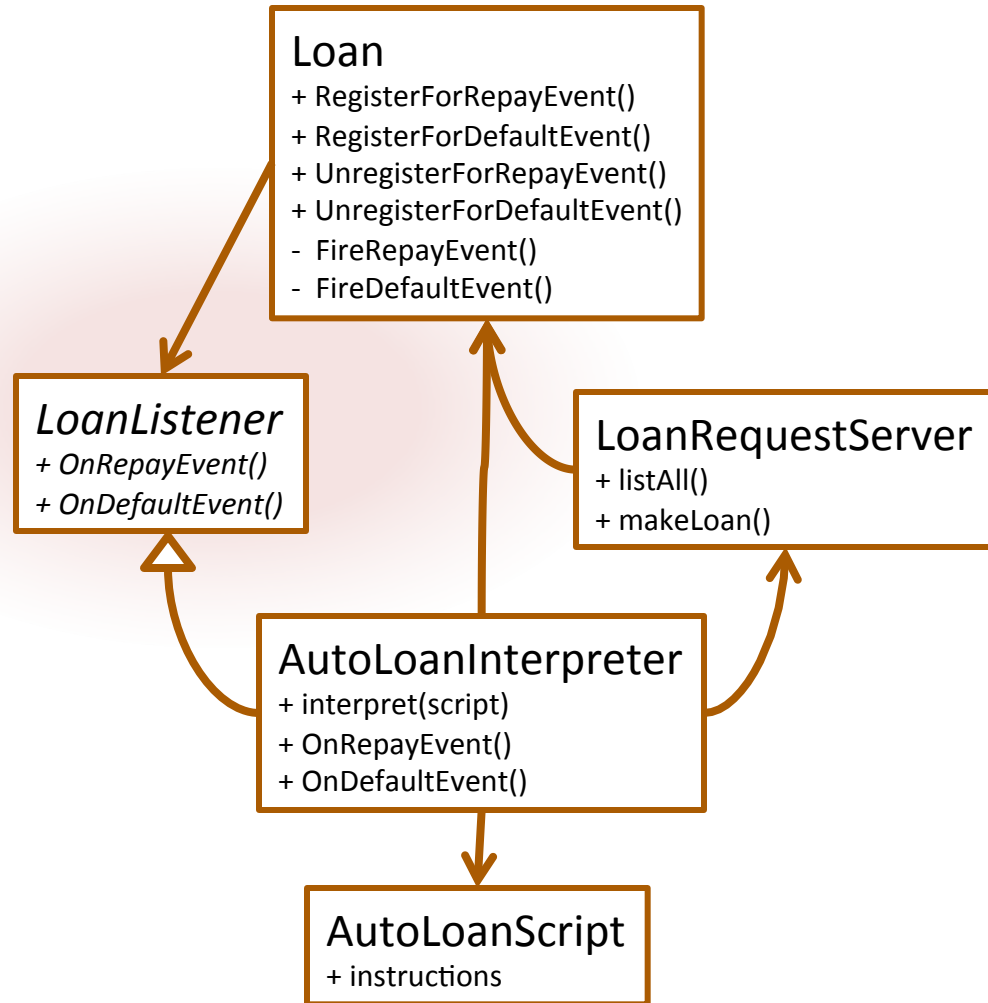 Loan
+ RegisterForRepayEvent()
+ RegisterForDefaultEvent()
+ UnregisterForRepayEvent()
+ UnregisterForDefaultEvent()
- FireRepayEvent()
- FireDefaultEvent()
LoanListener
+ OnRepayEvent()
+ OnDefaultEvent()
LoanRequestServer
+ listAll()
+ makeLoan()
AutoLoanInterpreter
+ interpret(script)
+ OnRepayEvent()
+ OnDefaultEvent()
AutoLoanScript
+ instructions